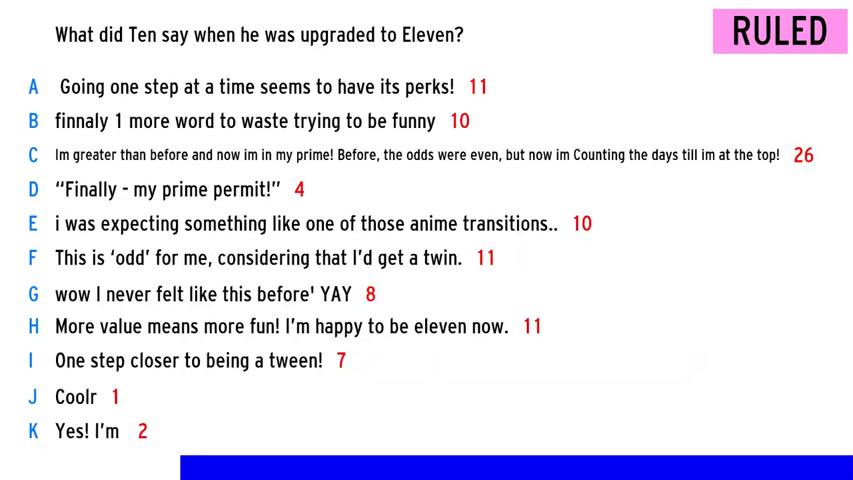 What did Ten say when he was upgraded to Eleven?
RULED
A Going one step at a time seems to have its perks! 11
B finnaly 1 more word to waste trying to be funny 10
C Im greater than before and now im in my prime! Before, the odds were even, but now im Counting the days till im at the top! 26
D “Finally - my prime permit!” 4
E i was expecting something like one of those anime transitions.. 10
F This is ‘odd’ for me, considering that I’d get a twin. 11
G wow I never felt like this before' YAY 8
H More value means more fun! I’m happy to be eleven now. 11
I One step closer to being a tween! 7
J Coolr 1
K Yes! I’m 2